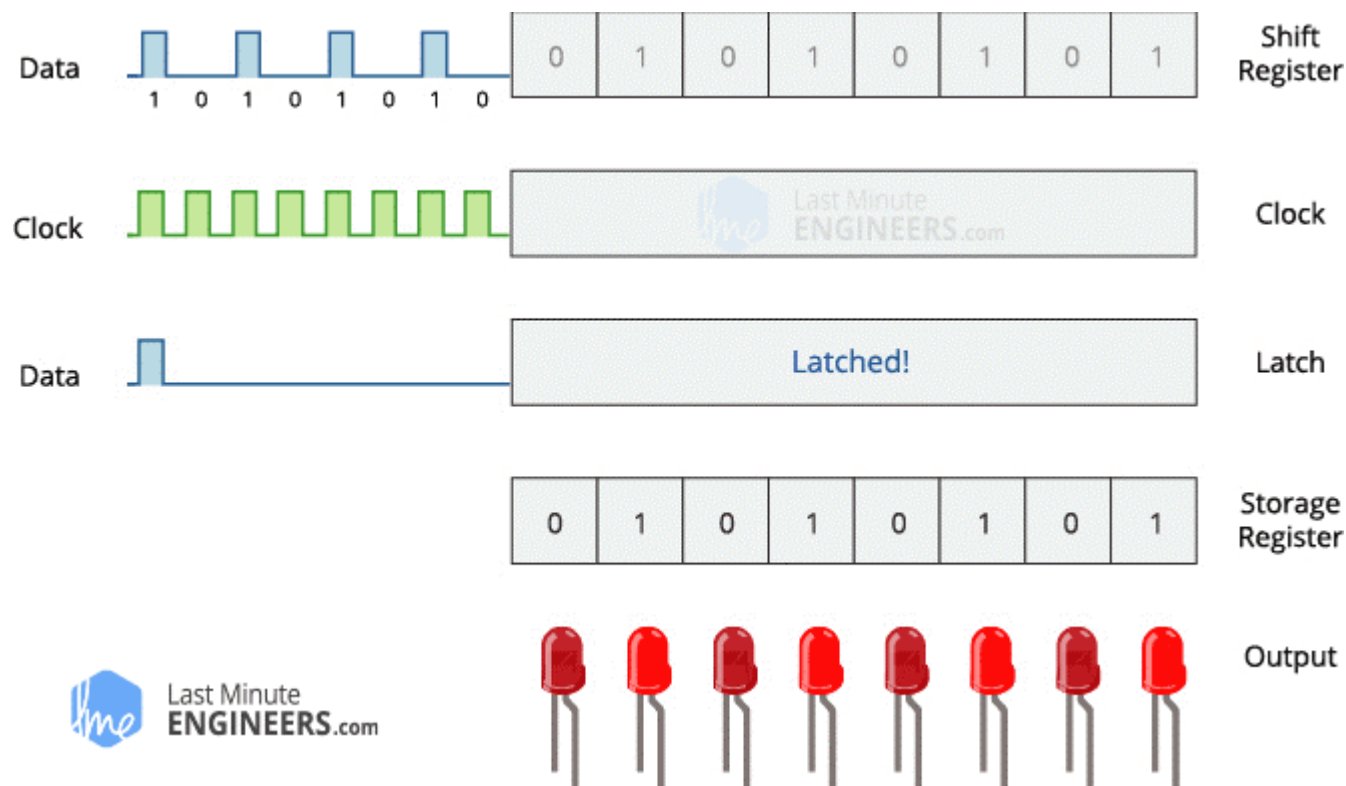 Data
1 0 1 0 1 0 1 0
0 1 0 1 0 1 0 1
Shift
Register
Clock
Last Minute
ENGINEERS.com
Clock
Data
Latched!
Latch
0 1 0 1 0 1 0 1
Storage
Register
Output
lme
Last Minute
ENGINEERS.com